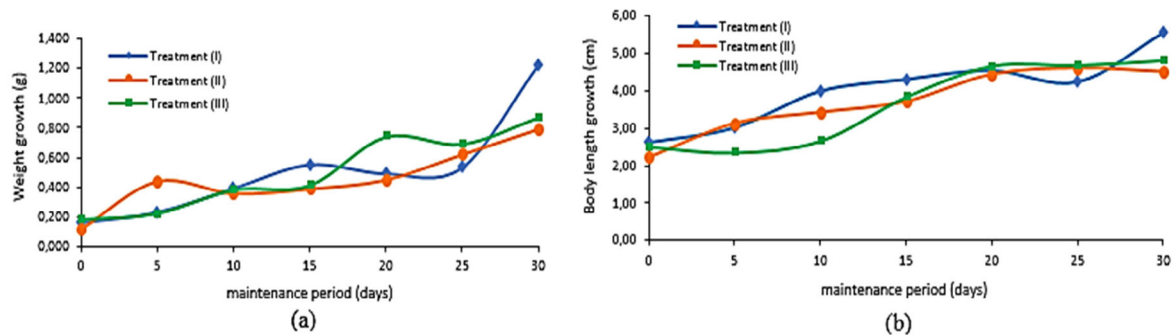 1,400
1,200
1,000
0,800
0,600
0,400
0,200
0,000
Weight growth (g)
Treatment (I)
Treatment (II)
Treatment (III)
0 5 10 15 20 25 30
maintenance period (days)
(a)
6,00
5,00
4,00
3,00
2,00
1,00
0,00
Body length growth (cm)
Treatment (I)
Treatment (II)
Treatment (III)
0 5 10 15 20 25 30
maintenance period (days)
(b)